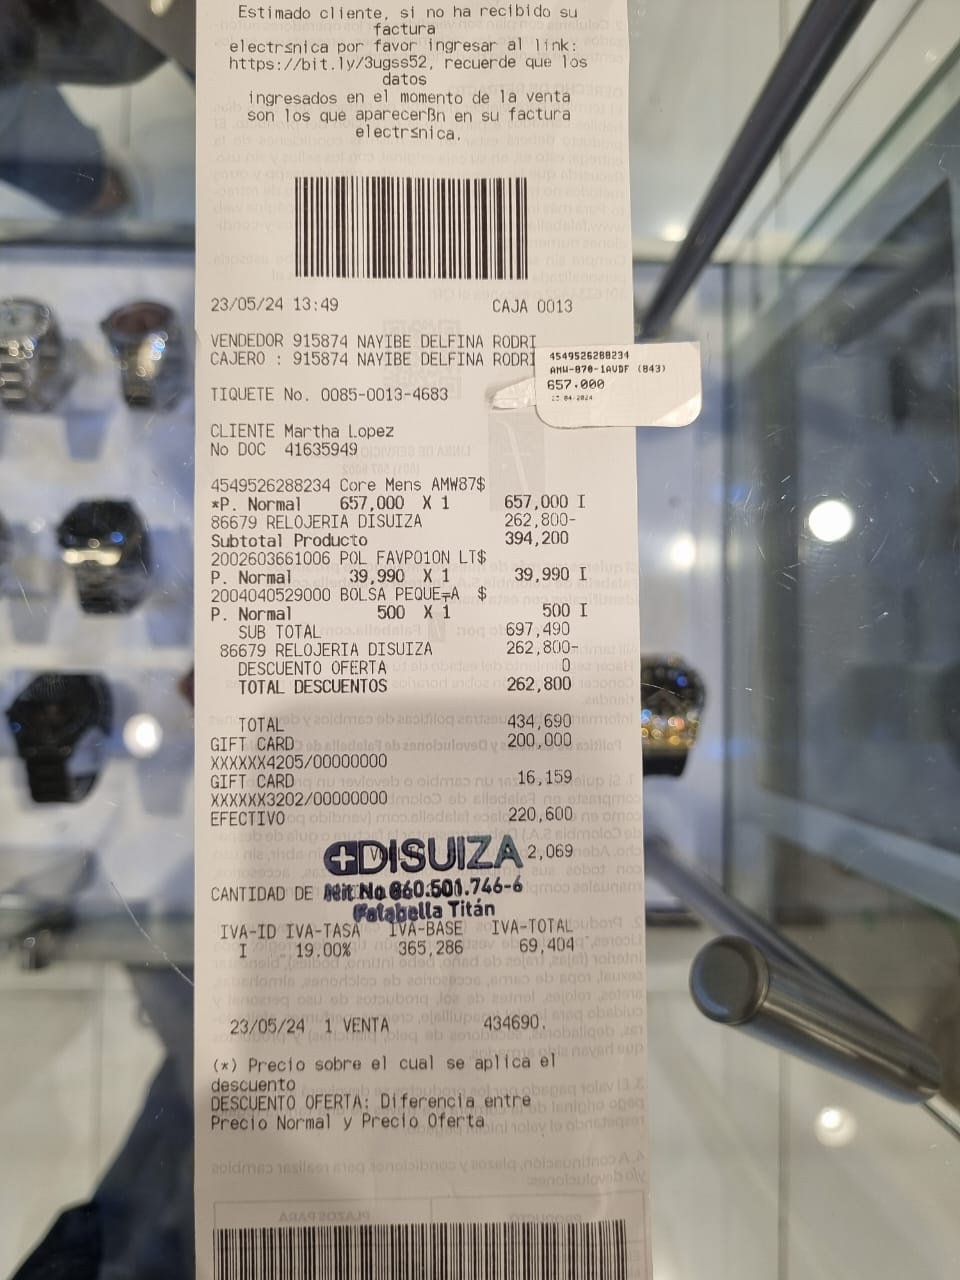 Estimado cliente, si no ha recibido su
factura
electrsnica por favor ingresar al link:
https://bit.ly/3ugss52, recuerde que los
datos
ingresados en el momento de la venta
son los que aparecerßn en su factura
electrsnica.
23/05/24 13:49 CAJA 0013
VENDEDOR 915874 NAYIBE DELFINA RODRI
CAJERO : 915874 NAYIBE DELFINA RODRI
4549526288234
AMW-870-1AUDF (843)
657.000
TIQUETE No. 0085-0013-4683
CLIENTE Martha Lopez
No DOC 41635949
4549526288234 Core Mens AMW87$
*P. Normal 657,000 X 1 657,000 I
86679 RELOJERIA DISUIZA 262,800-
Subtotal Producto 394,200
2002603661006 POL FAVPO1ON LT$
P. Normal 39,990 X 1 39,990 I
2004040529000 BOLSA PEQUE╤A $
P. Normal 500 X 1 500 I
SUB TOTAL 697,490
86679 RELOJERIA DISUIZA 262,800-
DESCUENTO OFERTA 0
TOTAL DESCUENTOS 262,800
TOTAL 434,690
GIFT CARD 200,000
XXXXXX4205/00000000
GIFT CARD 16,159
XXXXXX3202/00000000
EFECTIVO 220,600
DISUIZA 2,069
CANTIDAD DE Nit No 860.501.746-6
Falabella Titán
IVA-ID IVA-TASA IVA-BASE IVA-TOTAL
I 19.00% 365,286 69,404
23/05/24 1 VENTA 434690.
(*) Precio sobre el cual se aplica el
descuento
DESCUENTO OFERTA: Diferencia entre
Precio Normal y Precio Oferta